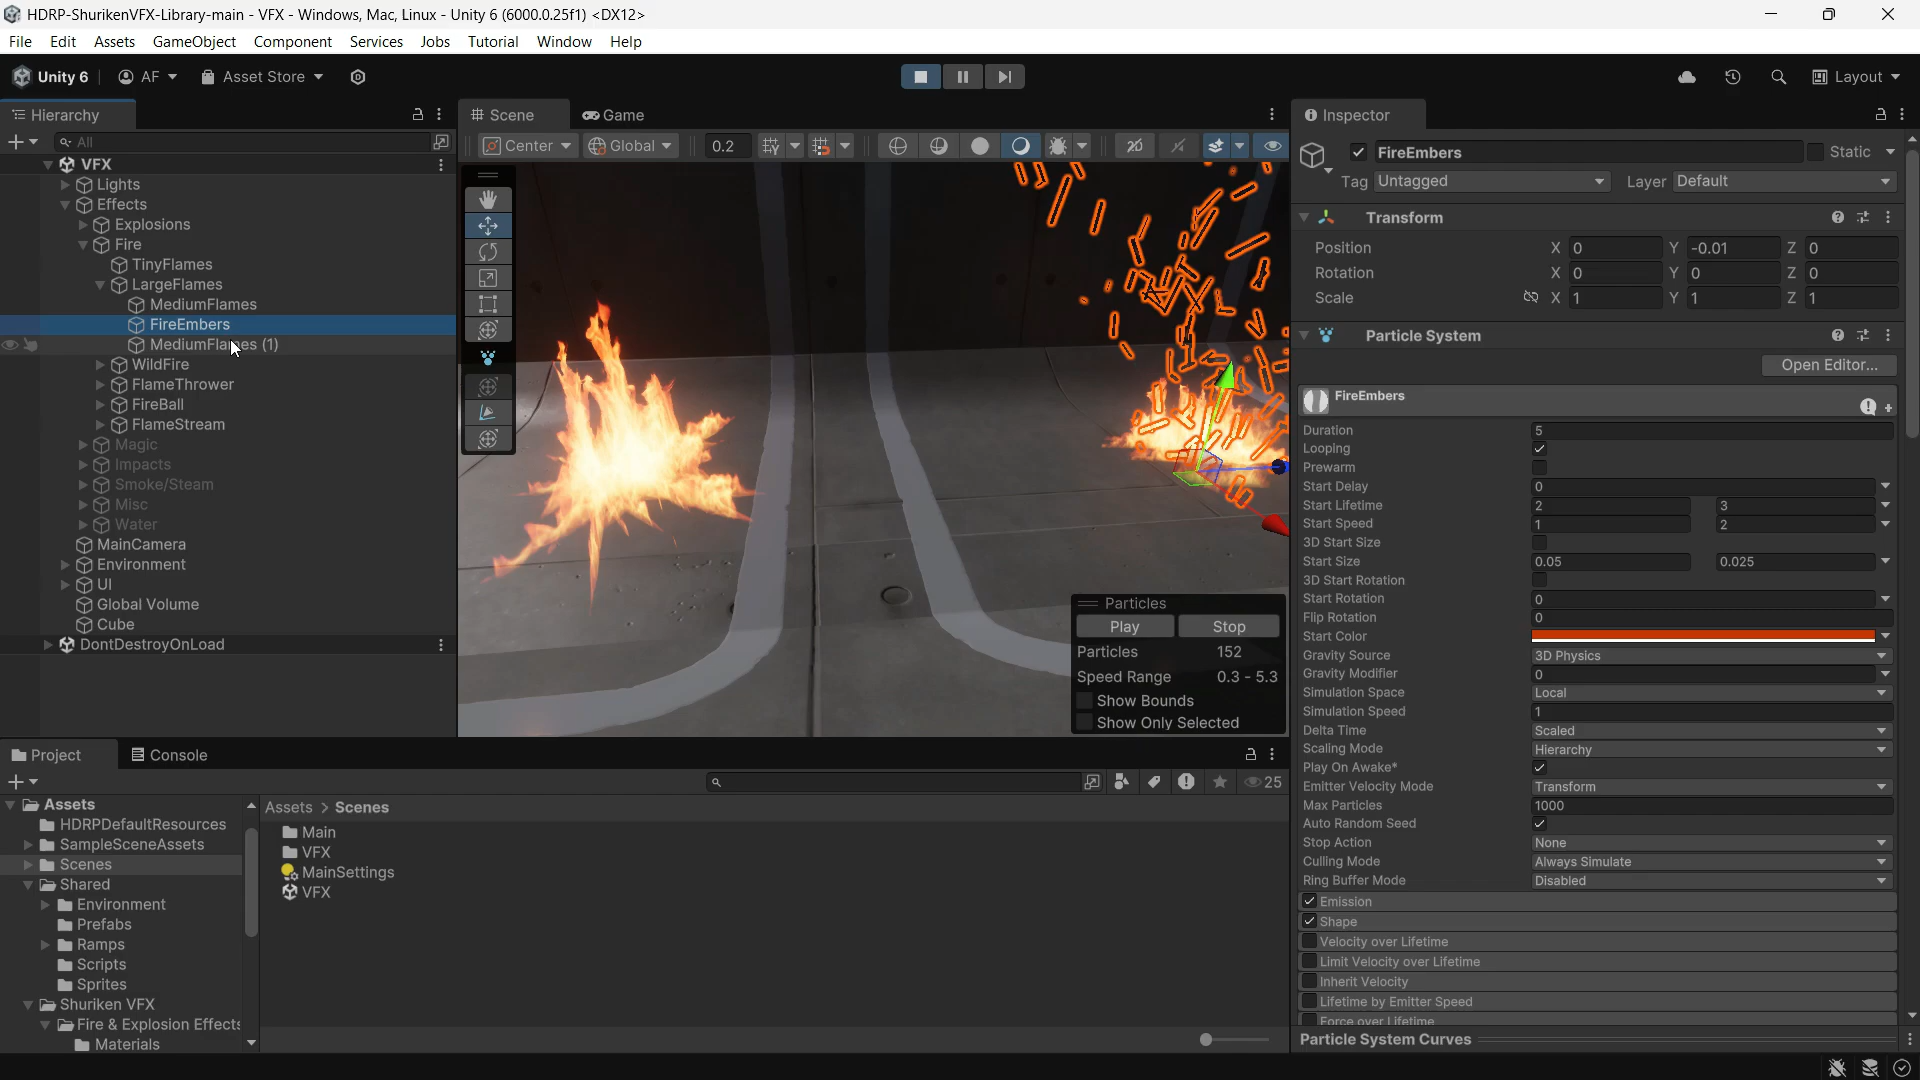 HDRP-ShurikenVFX-Library-main - VFX - Windows, Mac, Linux - Unity 6 (6000.0.25f1) <DX12>
File Edit Assets GameObject Component Services Jobs Tutorial Window Help
Unity 6 AF Asset Store Layout
Hierarchy
All
VFX
Lights
Effects
Explosions
Fire
TinyFlames
LargeFlames
MediumFlames
FireEmbers
MediumFlames (1)
WildFire
FlameThrower
FireBall
FlameStream
Magic
Impacts
Smoke/Steam
Misc
Water
MainCamera
Environment
UI
Global Volume
Cube
DontDestroyOnLoad
Scene Game
Center Global 0.2 2D
Particles
Play Stop
Particles 152
Speed Range 0.3 - 5.3
Show Bounds
Show Only Selected
Inspector
FireEmbers Static
Tag Untagged Layer Default
Transform
Position X 0 Y -0.01 Z 0
Rotation X 0 Y 0 Z 0
Scale X 1 Y 1 Z 1
Particle System
Open Editor...
FireEmbers
Duration 5
Looping
Prewarm
Start Delay 0
Start Lifetime 2 3
Start Speed 1 2
3D Start Size
Start Size 0.05 0.025
3D Start Rotation
Start Rotation 0
Flip Rotation 0
Start Color
Gravity Source 3D Physics
Gravity Modifier 0
Simulation Space Local
Simulation Speed 1
Delta Time Scaled
Scaling Mode Hierarchy
Play On Awake*
Emitter Velocity Mode Transform
Max Particles 1000
Auto Random Seed
Stop Action None
Culling Mode Always Simulate
Ring Buffer Mode Disabled
Emission
Shape
Velocity over Lifetime
Limit Velocity over Lifetime
Inherit Velocity
Lifetime by Emitter Speed
Force over Lifetime
Particle System Curves
Project Console
25
Assets
HDRPDefaultResources
SampleSceneAssets
Scenes
Shared
Environment
Prefabs
Ramps
Scripts
Sprites
Shuriken VFX
Fire & Explosion Effects
Materials
Assets > Scenes
Main
VFX
MainSettings
VFX